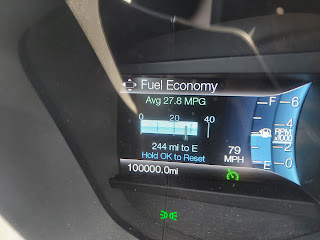 Fuel Economy
Avg 27.8 MPG
0 20 40
244 mi to E
Hold OK to Reset
79
MPH
100000.0mi
F 6
4
RPM
x1000
2
E 0